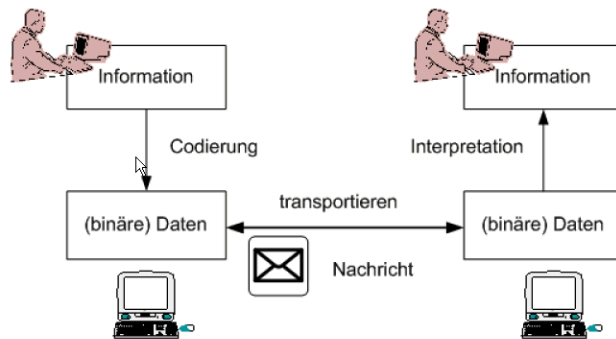 Information
Information
Codierung
Interpretation
(binäre) Daten
transportieren
(binäre) Daten
Nachricht